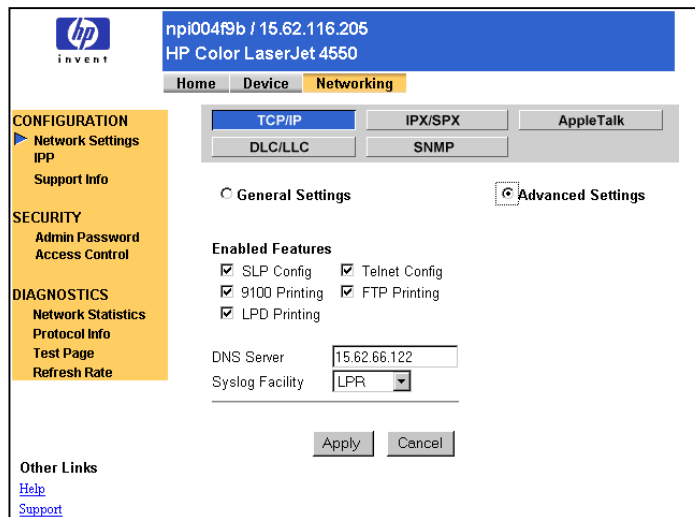 hp
invent
npi004f9b / 15.62.116.205
HP Color LaserJet 4550
Home Device Networking
CONFIGURATION
Network Settings
IPP
Support Info
SECURITY
Admin Password
Access Control
DIAGNOSTICS
Network Statistics
Protocol Info
Test Page
Refresh Rate
Other Links
Help
Support
TCP/IP IPX/SPX AppleTalk
DLC/LLC SNMP
General Settings Advanced Settings
Enabled Features
SLP Config Telnet Config
9100 Printing FTP Printing
LPD Printing
DNS Server 15.62.66.122
Syslog Facility LPR
Apply Cancel